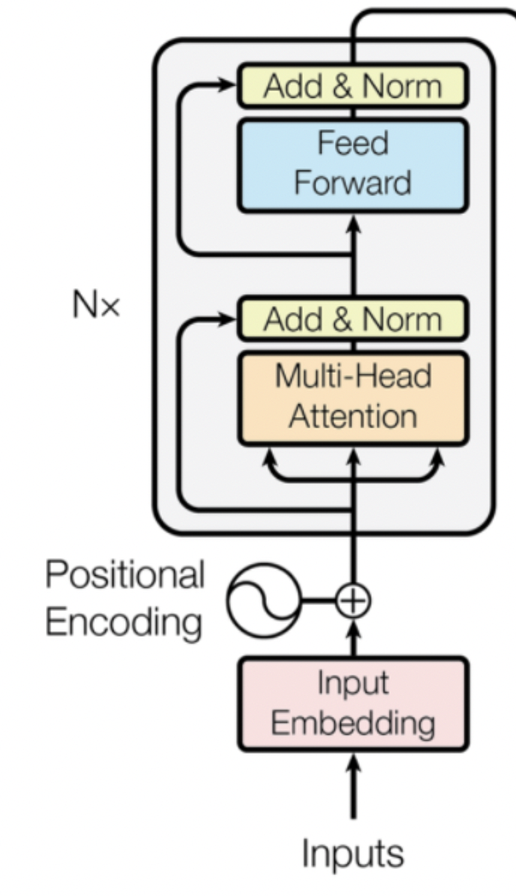 Add & Norm
Feed
Forward
Nx
Add & Norm
Multi-Head
Attention
Positional
Encoding
Input
Embedding
Inputs